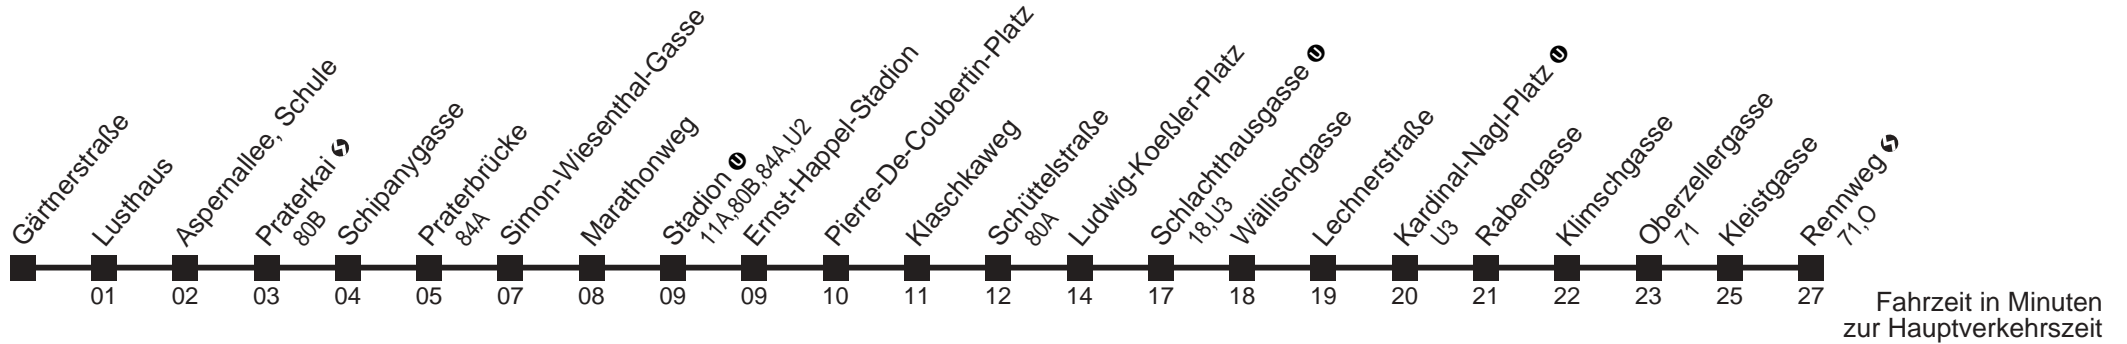 Gärtnerstraße
Lusthaus
01
Aspernallee, Schule
02
Praterkai
80B
03
Schipanygasse
04
Praterbrücke
84A
05
Simon-Wiesenthal-Gasse
07
Marathonweg
08
Stadion U
11A,80B,84A,U2
09
Ernst-Happel-Stadion
09
Pierre-De-Coubertin-Platz
10
Klaschkaweg
11
Schüttelstraße
80A
12
Ludwig-Koeßler-Platz
14
Schlachthausgasse U
18,U3
17
Wällischgasse
18
Lechnerstraße
19
Kardinal-Nagl-Platz U
U3
20
Rabengasse
21
Klimschgasse
22
Oberzellergasse
71
23
Kleistgasse
25
Rennweg
71,O
27
Fahrzeit in Minuten
zur Hauptverkehrszeit